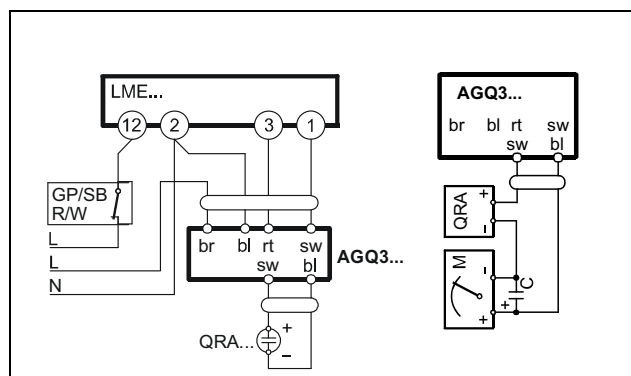 LME...
12 2 3 1
GP/SB
R/W
L
L
N
br bl rt sw
sw bl
AGQ3...
QRA...
+
–
AGQ3...
br bl rt sw
sw bl
QRA
+
-
M
-
+
C
+